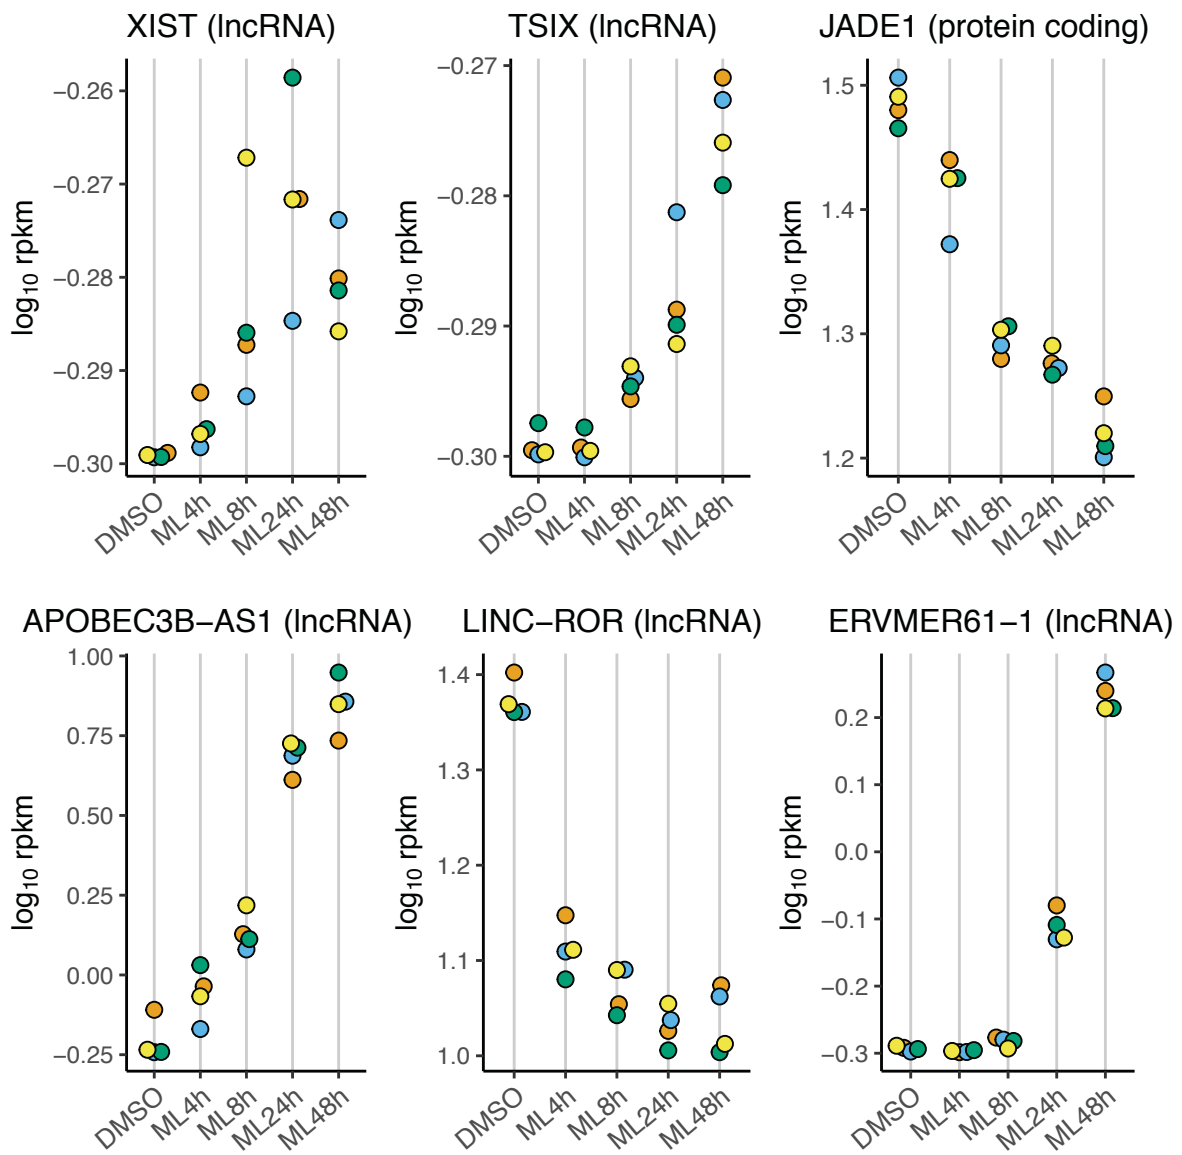 XIST (lncRNA)
log10 rpkm
−0.26
−0.27
−0.28
−0.29
−0.30
DMSO
ML4h
ML8h
ML24h
ML48h
TSIX (lncRNA)
log10 rpkm
−0.27
−0.28
−0.29
−0.30
DMSO
ML4h
ML8h
ML24h
ML48h
JADE1 (protein coding)
log10 rpkm
1.5
1.4
1.3
1.2
DMSO
ML4h
ML8h
ML24h
ML48h
APOBEC3B−AS1 (lncRNA)
log10 rpkm
1.00
0.75
0.50
0.25
0.00
−0.25
DMSO
ML4h
ML8h
ML24h
ML48h
LINC−ROR (lncRNA)
log10 rpkm
1.4
1.3
1.2
1.1
1.0
DMSO
ML4h
ML8h
ML24h
ML48h
ERVMER61−1 (lncRNA)
log10 rpkm
0.2
0.1
0.0
−0.1
−0.2
−0.3
DMSO
ML4h
ML8h
ML24h
ML48h